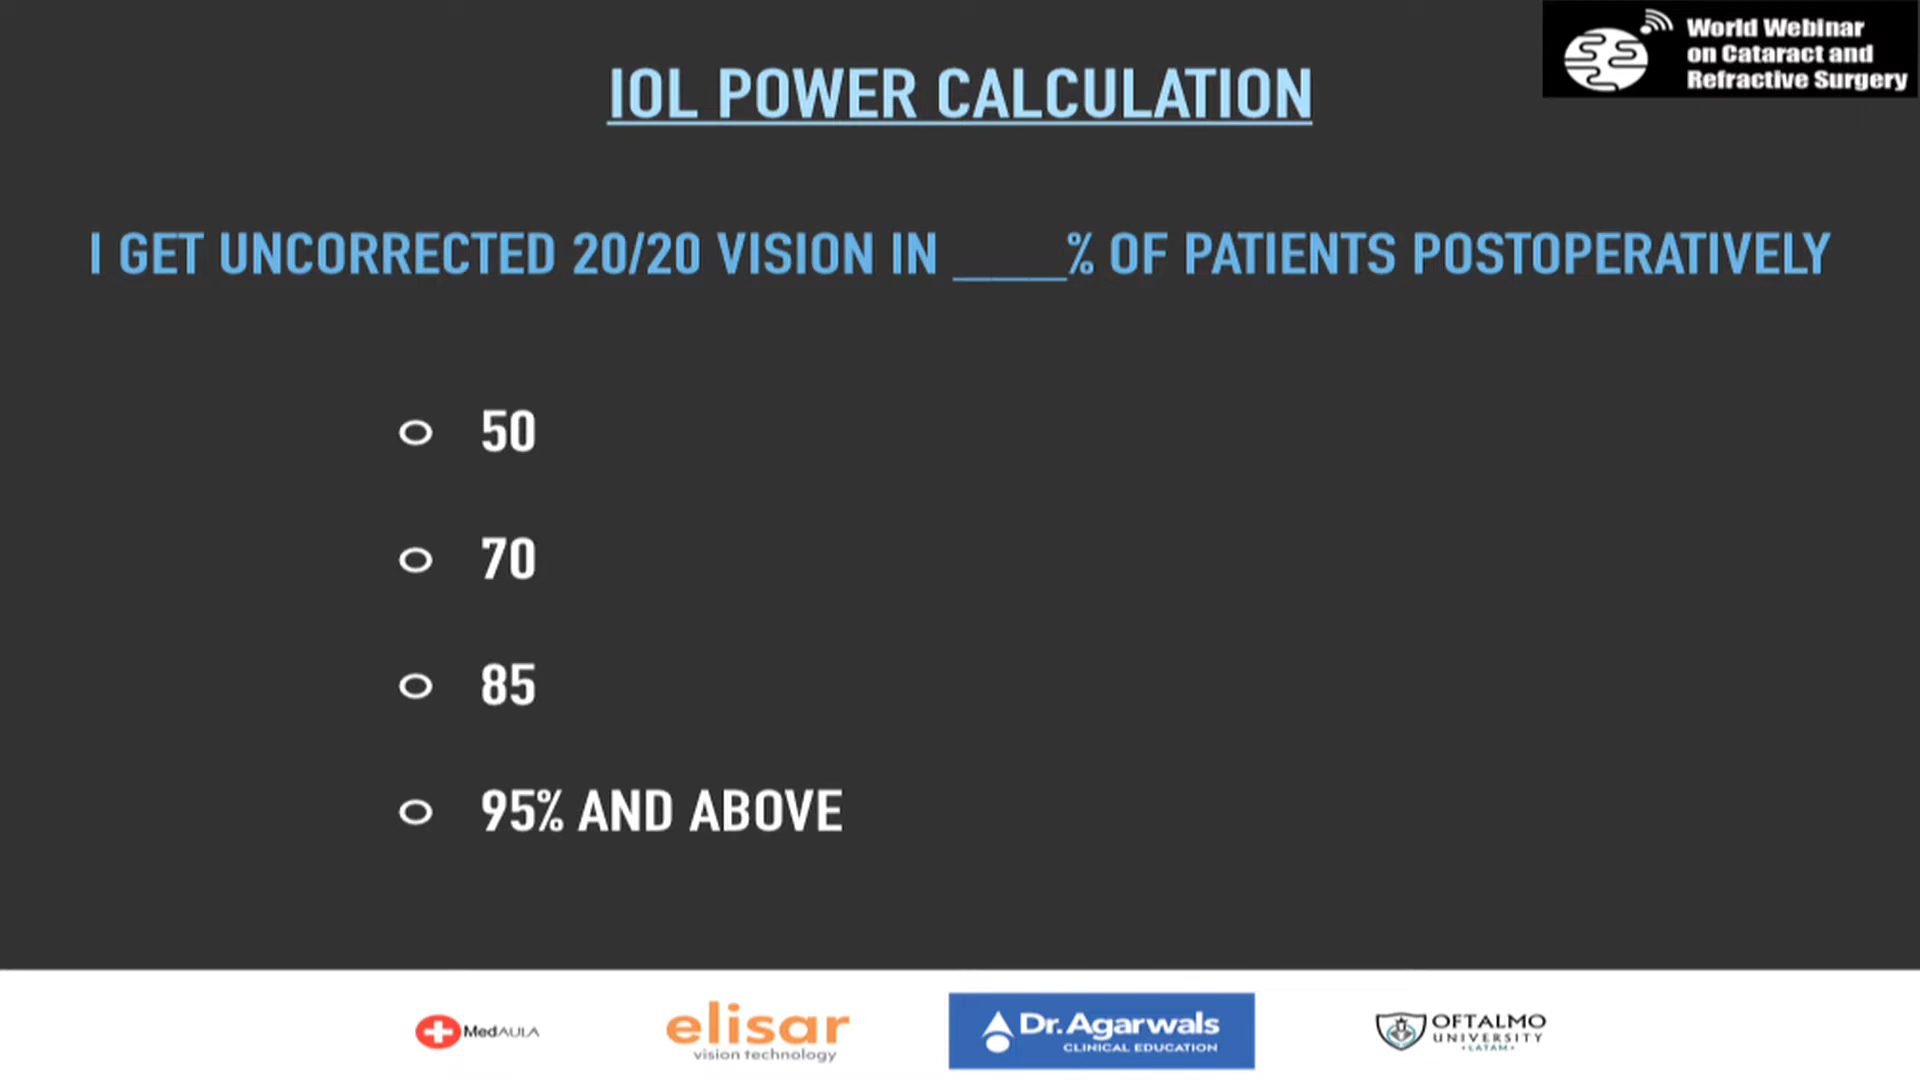 World Webinar
on Cataract and
Refractive Surgery
IOL POWER CALCULATION
I GET UNCORRECTED 20/20 VISION IN ____% OF PATIENTS POSTOPERATIVELY
50
70
85
95% AND ABOVE
MedAULA
elisar
vision technology
Dr.Agarwals
CLINICAL EDUCATION
OFTALMO
UNIVERSITY
•LATAM•